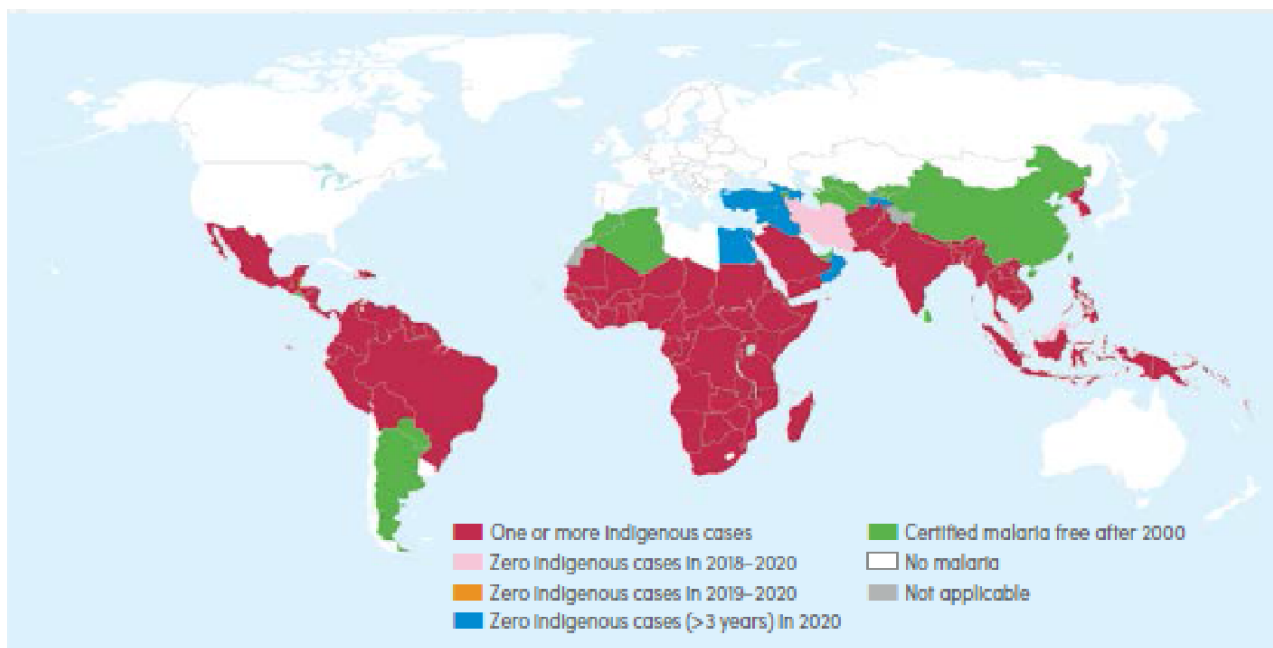 One or more indigenous cases
Zero indigenous cases in 2018–2020
Zero indigenous cases in 2019–2020
Zero indigenous cases (>3 years) in 2020
Certified malaria free after 2000
No malaria
Not applicable